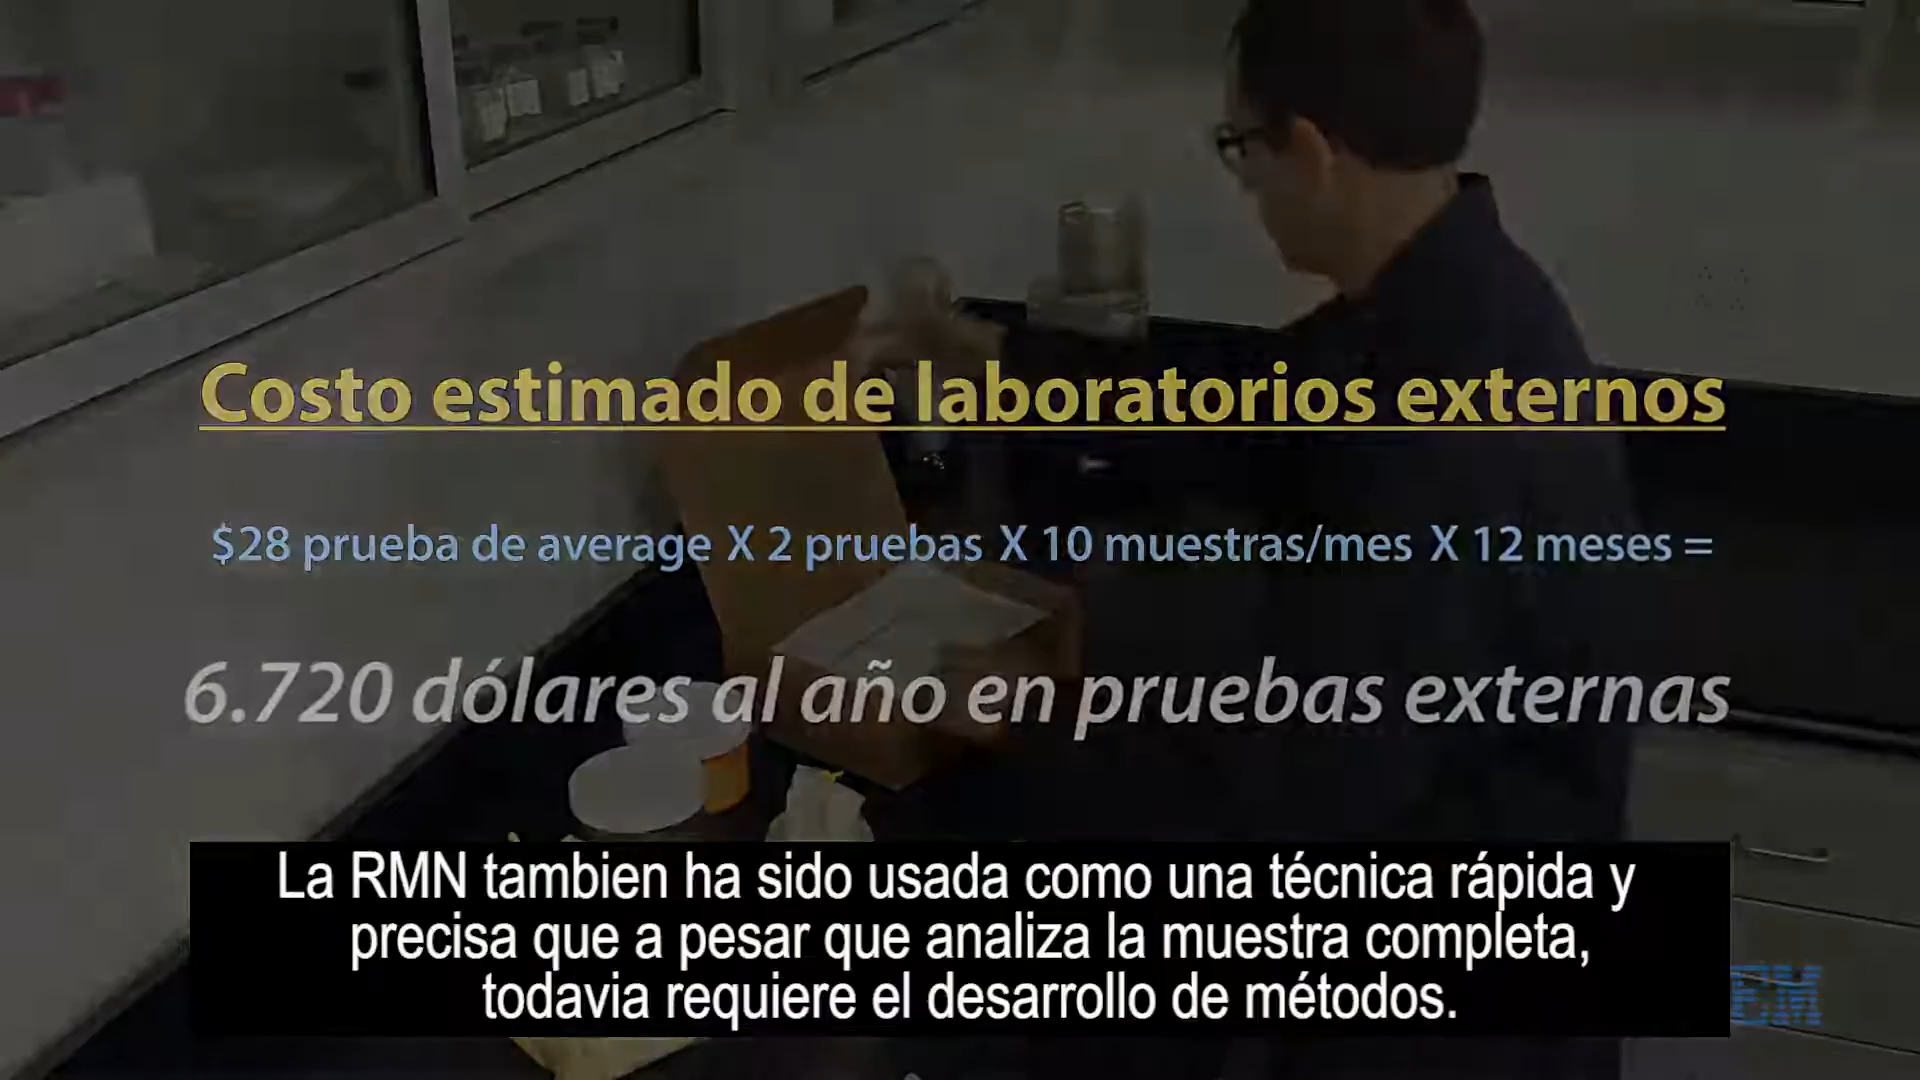 Costo estimado de laboratorios externos
$28 prueba de average X 2 pruebas X 10 muestras/mes X 12 meses =
6.720 dólares al año en pruebas externas
La RMN tambien ha sido usada como una técnica rápida y
precisa que a pesar que analiza la muestra completa,
todavia requiere el desarrollo de métodos.